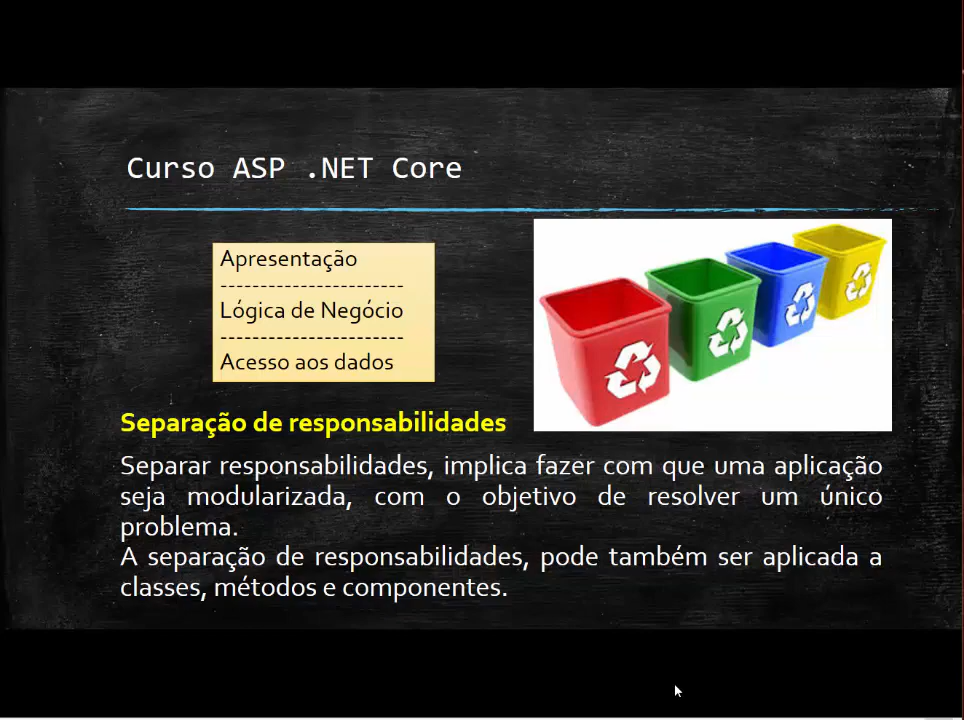 Curso ASP .NET Core
Apresentação
-----------------------
Lógica de Negócio
-----------------------
Acesso aos dados
Separação de responsabilidades
Separar responsabilidades, implica fazer com que uma aplicação
seja modularizada, com o objetivo de resolver um único
problema.
A separação de responsabilidades, pode também ser aplicada a
classes, métodos e componentes.